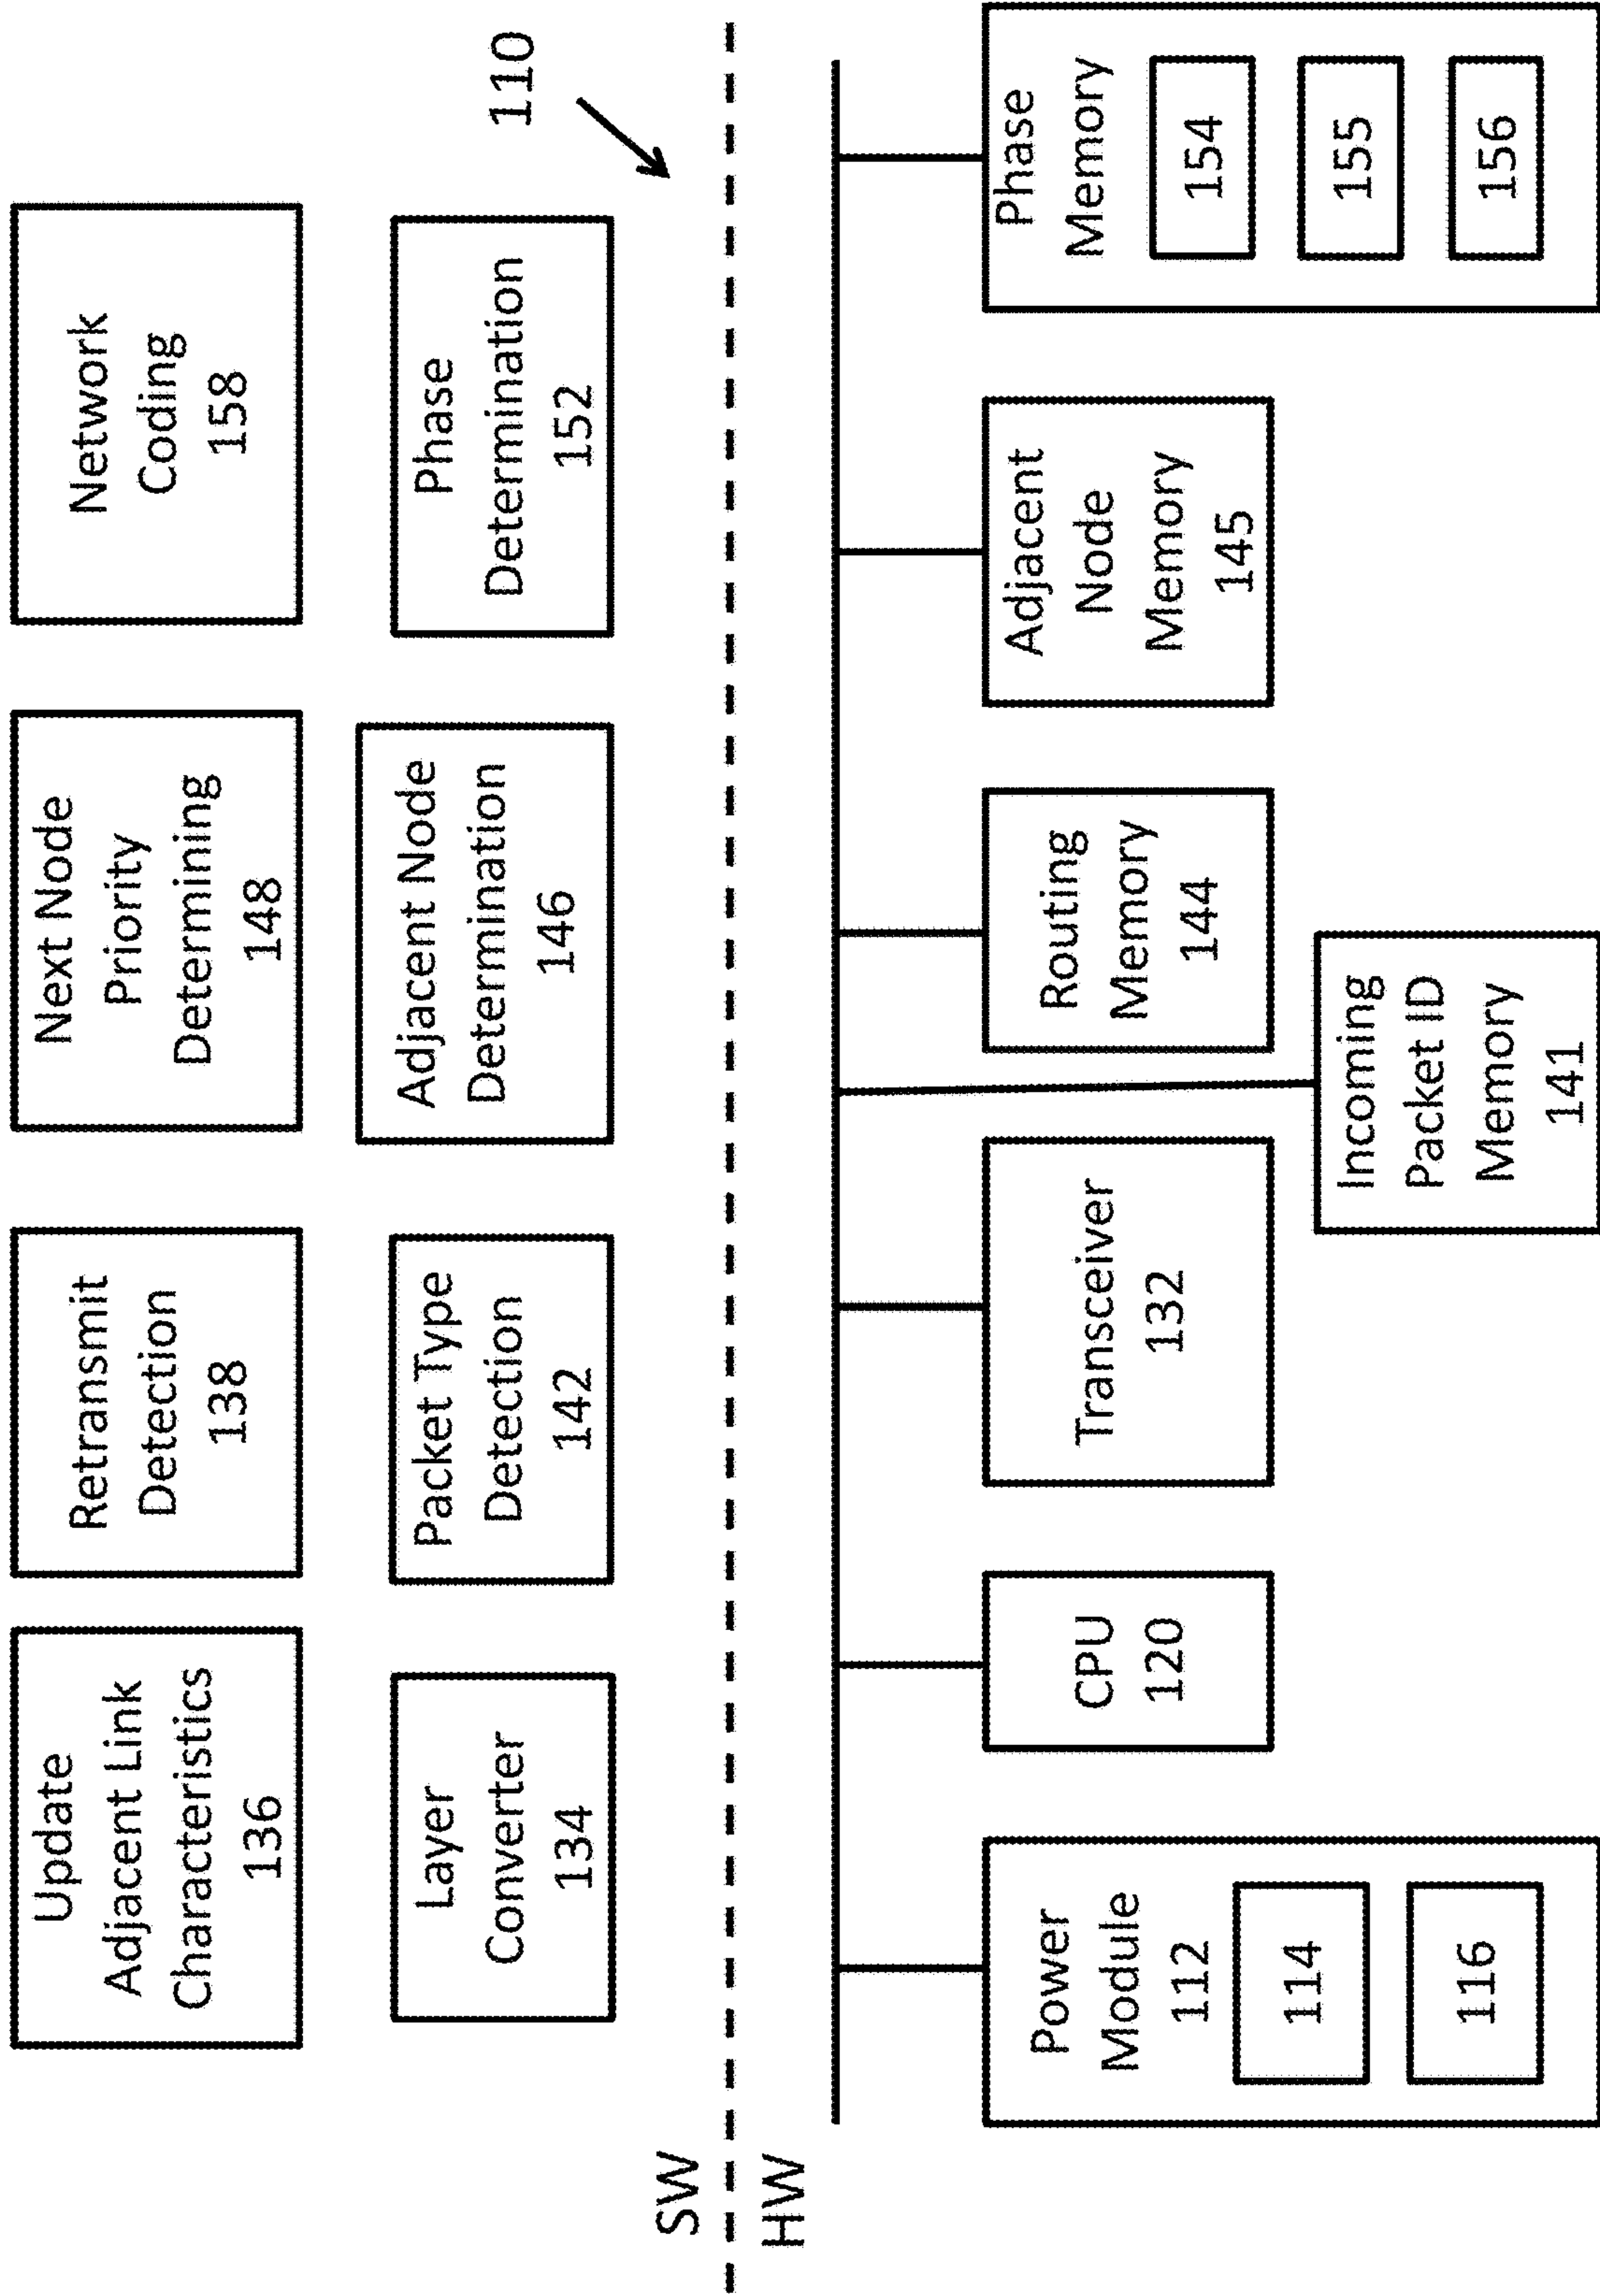 Update
Adjacent Link
Characteristics
136
Retransmit
Detection
138
Next Node
Priority
Determining
148
Network
Coding
158
Layer
Converter
134
Packet Type
Detection
142
Adjacent Node
Determination
146
Phase
Determination
152
110
SW
HW
Power
Module
112
114
116
CPU
120
Transceiver
132
Incoming
Packet ID
Memory
141
Routing
Memory
144
Adjacent
Node
Memory
145
Phase
Memory
154
155
156